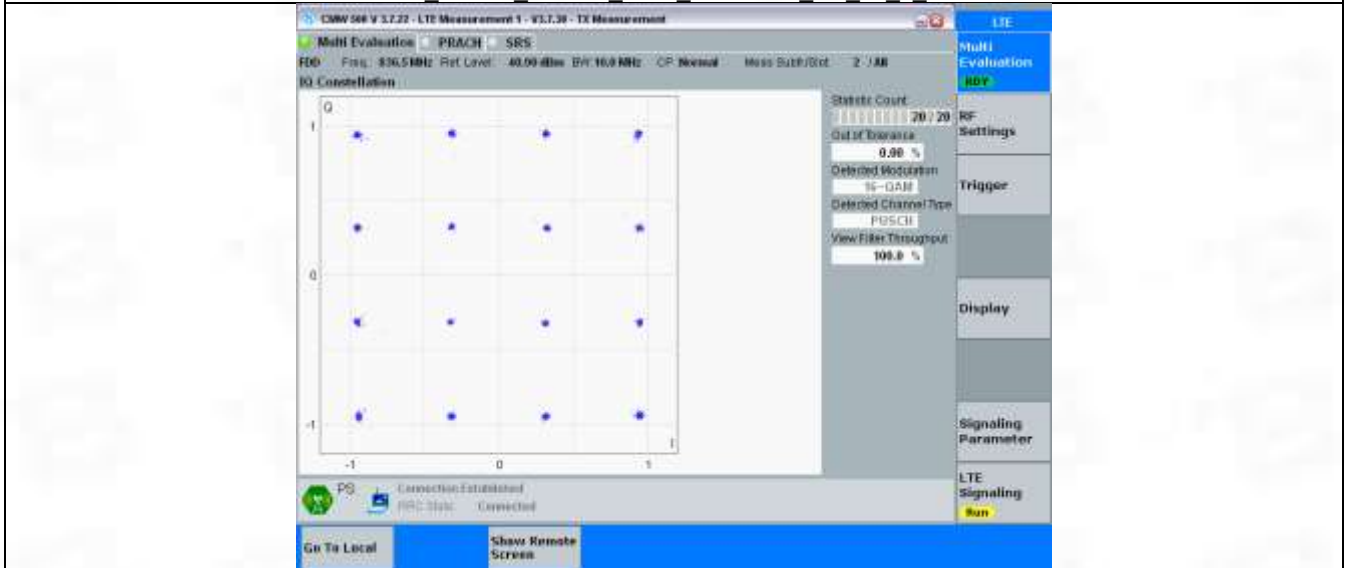 CMW 500 V 3.7.22 - LTE Measurement 1 - V3.7.30 - TX Measurement
LTE
Multi Evaluation PRACH SRS
Multi
Evaluation
RDY
FDD Freq.: 836.5 MHz Ref. Level: 40.00 dBm BW: 10.0 MHz CP: Normal Meas Subfr./Slot: 2 / All
IQ Constellation
Q
1
0
-1
-1
0
1
I
Statistic Count
20 / 20
Out of Tolerance
0.00 %
Detected Modulation
16-QAM
Detected Channel Type
PUSCH
View Filter Throughput
100.0 %
RF
Settings
Trigger
Display
Signaling
Parameter
LTE
Signaling
Run
PS
Connection Established
RRC State: Connected
Go To Local
Show Remote
Screen